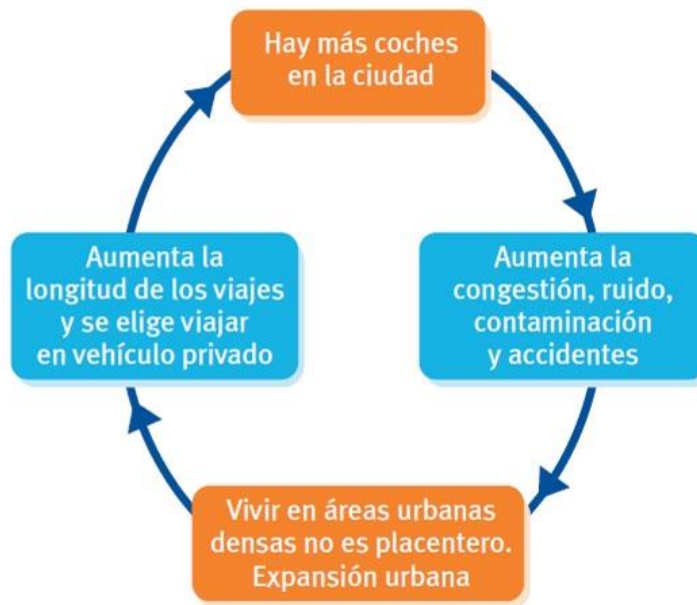 Hay más coches
en la ciudad
Aumenta la
congestión, ruido,
contaminación
y accidentes
Vivir en áreas urbanas
densas no es placentero.
Expansión urbana
Aumenta la
longitud de los viajes
y se elige viajar
en vehículo privado